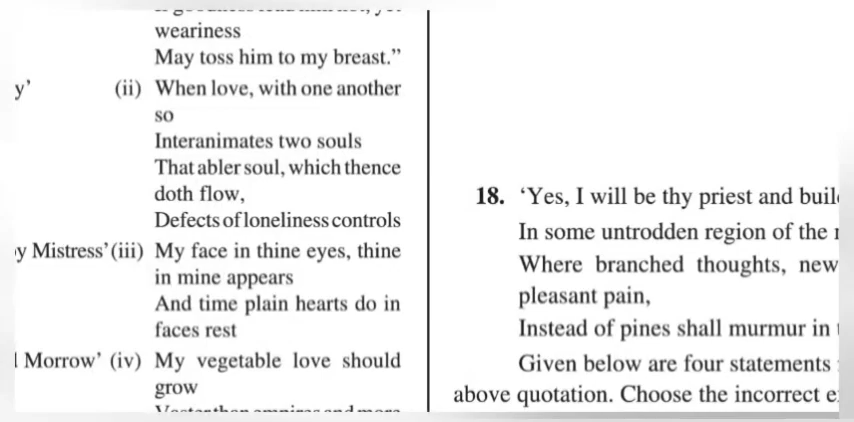 weariness
May toss him to my breast.”
y’ (ii) When love, with one another
so
Interanimates two souls
That abler soul, which thence
doth flow,
Defects of loneliness controls
y Mistress’ (iii) My face in thine eyes, thine
in mine appears
And time plain hearts do in
faces rest
Morrow’ (iv) My vegetable love should
grow
18. ‘Yes, I will be thy priest and
In some untrodden region of the
Where branched thoughts, new
pleasant pain,
Instead of pines shall murmur in
Given below are four statements
above quotation. Choose the incorrect